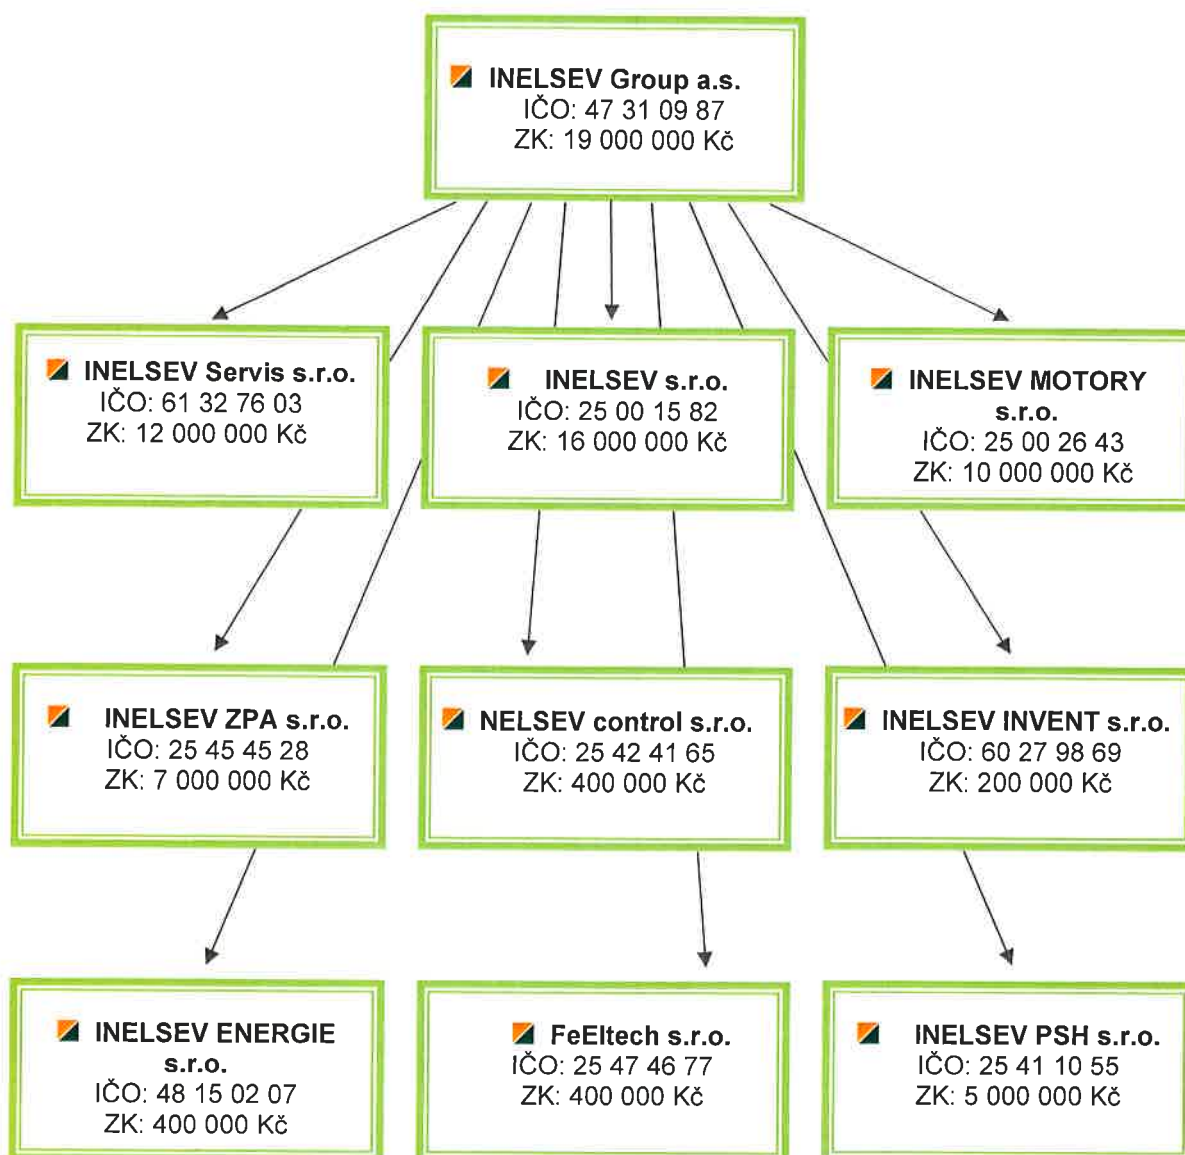 INELSEV Group a.s.
IČO: 47 31 09 87
ZK: 19 000 000 Kč
INELSEV Servis s.r.o.
IČO: 61 32 76 03
ZK: 12 000 000 Kč
INELSEV s.r.o.
IČO: 25 00 15 82
ZK: 16 000 000 Kč
INELSEV MOTORY
s.r.o.
IČO: 25 00 26 43
ZK: 10 000 000 Kč
INELSEV ZPA s.r.o.
IČO: 25 45 45 28
ZK: 7 000 000 Kč
NELSEV control s.r.o.
IČO: 25 42 41 65
ZK: 400 000 Kč
INELSEV INVENT s.r.o.
IČO: 60 27 98 69
ZK: 200 000 Kč
INELSEV ENERGIE
s.r.o.
IČO: 48 15 02 07
ZK: 400 000 Kč
FeEltech s.r.o.
IČO: 25 47 46 77
ZK: 400 000 Kč
INELSEV PSH s.r.o.
IČO: 25 41 10 55
ZK: 5 000 000 Kč